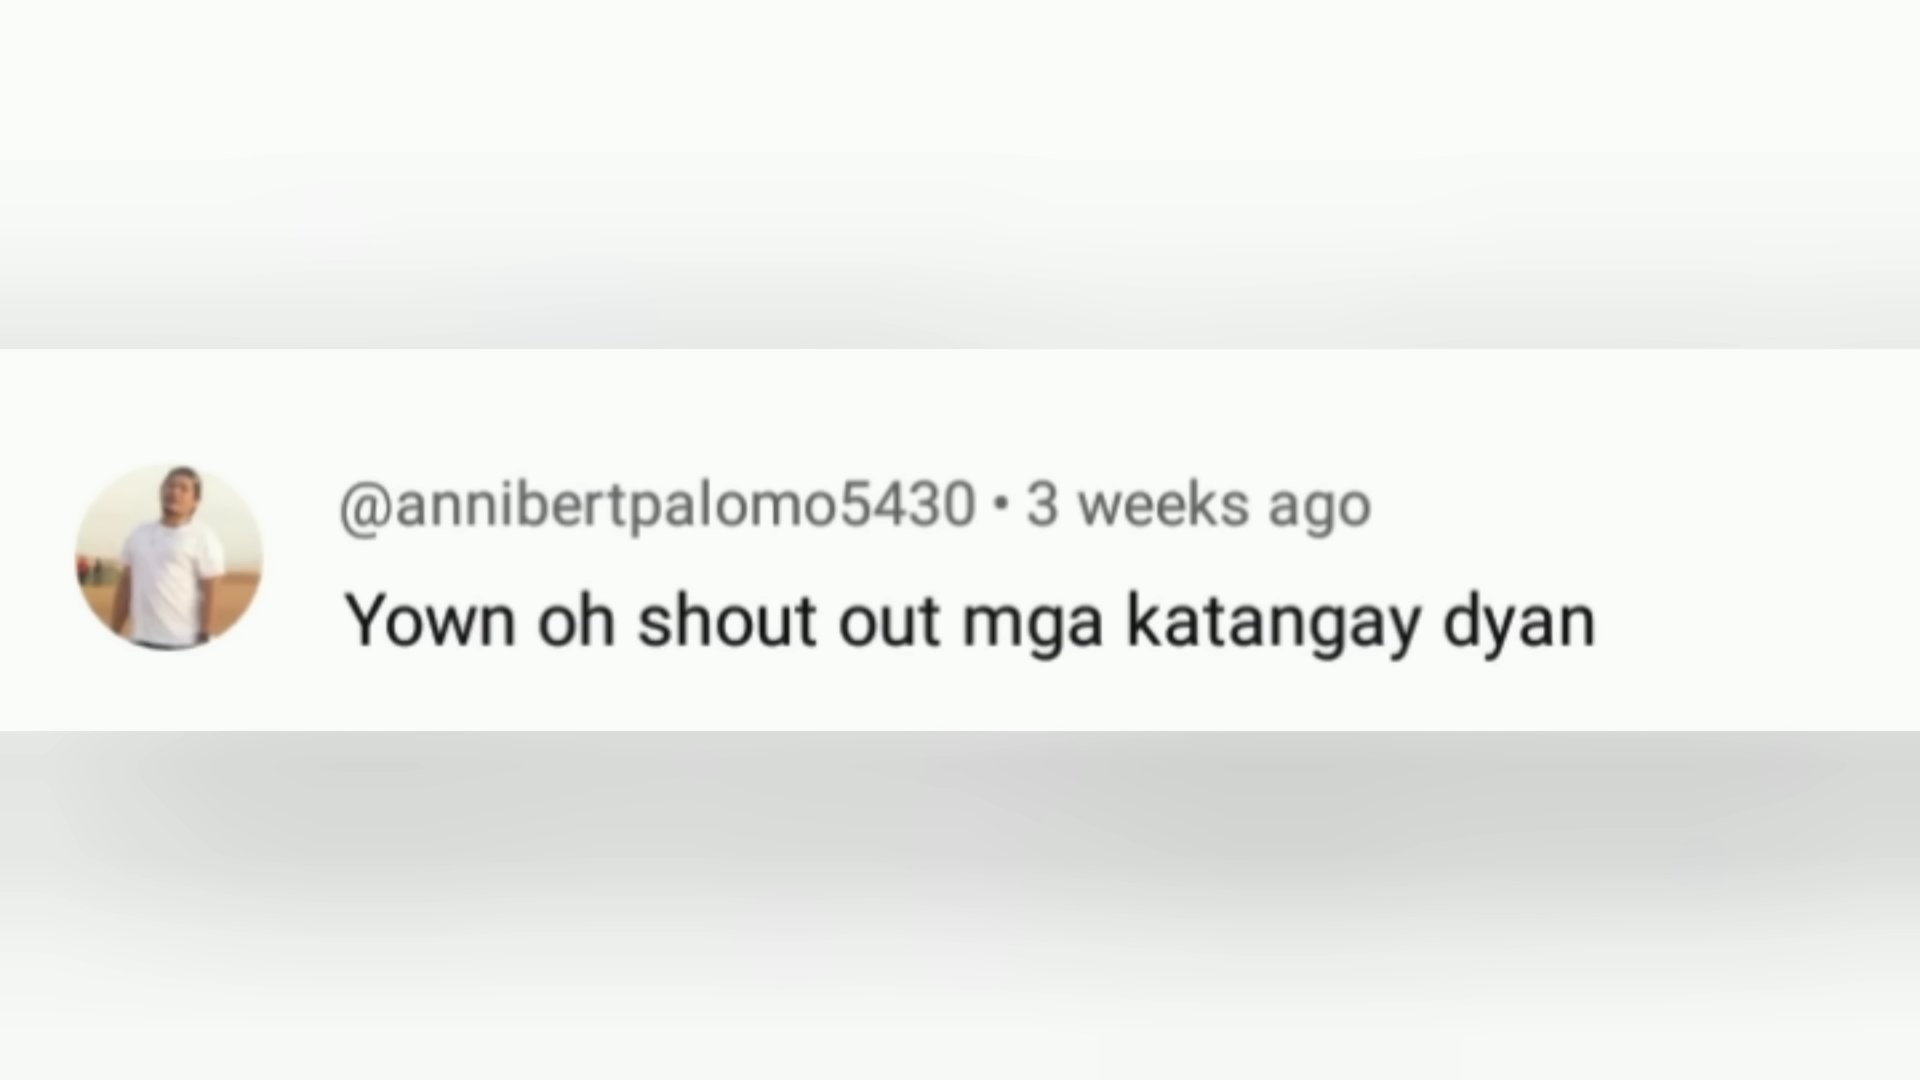 @annibertpalomo5430 • 3 weeks ago
Yown oh shout out mga katangay dyan